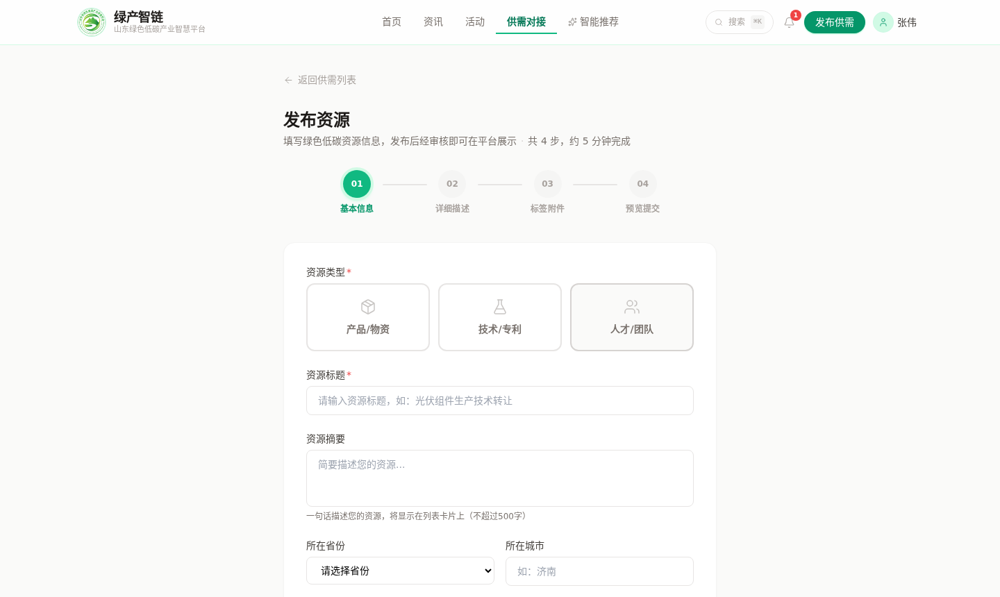 绿产智链
山东绿色低碳产业智慧平台
首页
资讯
活动
供需对接
智能推荐
搜索
⌘K
1
发布供需
张伟
返回供需列表
发布资源
填写绿色低碳资源信息，发布后经审核即可在平台展示 · 共 4 步，约 5 分钟完成
01
02
03
04
基本信息
详细描述
标签附件
预览提交
资源类型*
产品/物资
技术/专利
人才/团队
资源标题*
请输入资源标题，如：光伏组件生产技术转让
资源摘要
简要描述您的资源...
一句话描述您的资源，将显示在列表卡片上（不超过500字）
所在省份
所在城市
请选择省份
如：济南